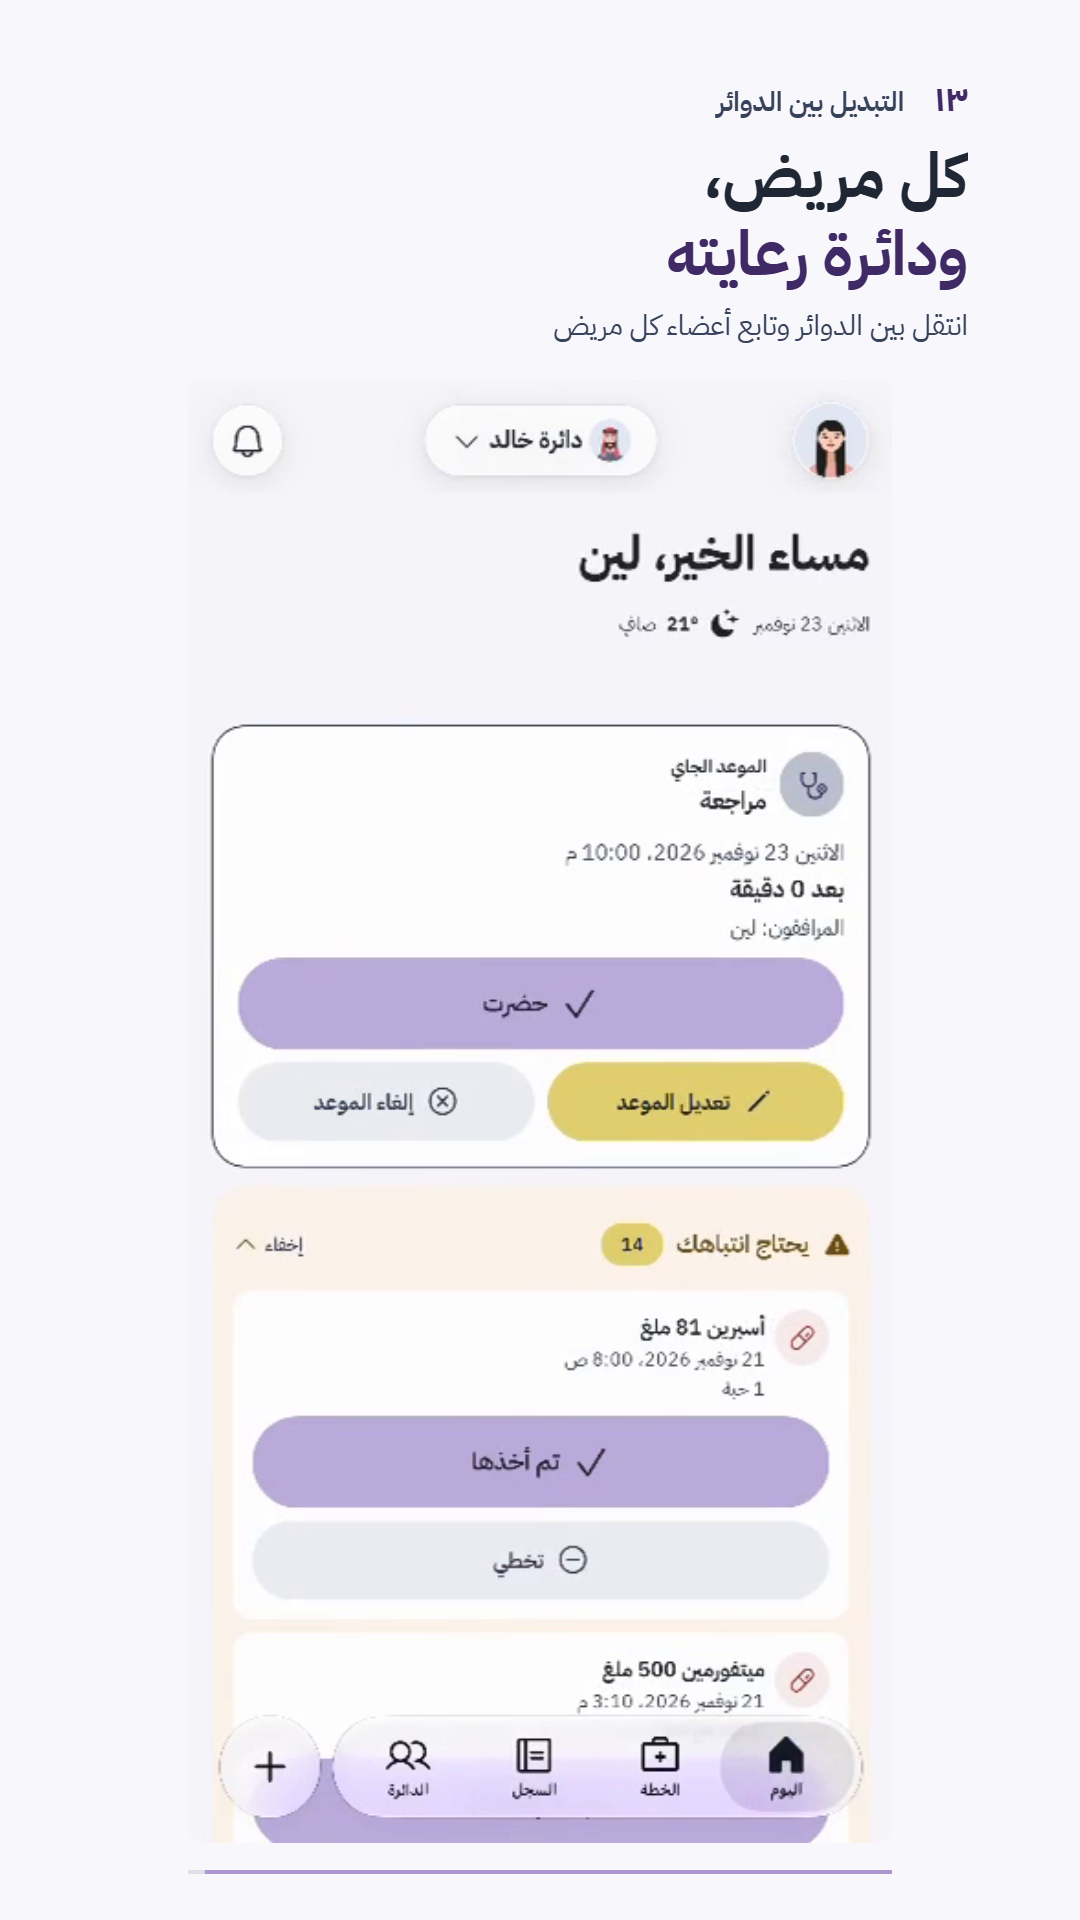 ١٣ التبديل بين الدوائر
كل مريض،
ودائرة رعايته
انتقل بين الدوائر وتابع أعضاء كل مريض
دائرة خالد
مساء الخير، لين
الاثنين 23 نوفمبر 21° صافي
الموعد الجاي
مراجعة
الاثنين 23 نوفمبر 2026، 10:00 م
بعد 0 دقيقة
المرافقون: لين
حضرت
تعديل الموعد
إلغاء الموعد
يحتاج انتباهك 14
إخفاء
أسبرين 81 ملغ
21 نوفمبر 2026، 8:00 ص
1 حبة
تم أخذها
تخطي
ميتفورمين 500 ملغ
21 نوفمبر 2026، 3:10 م
اليوم
الخطة
السجل
الدائرة